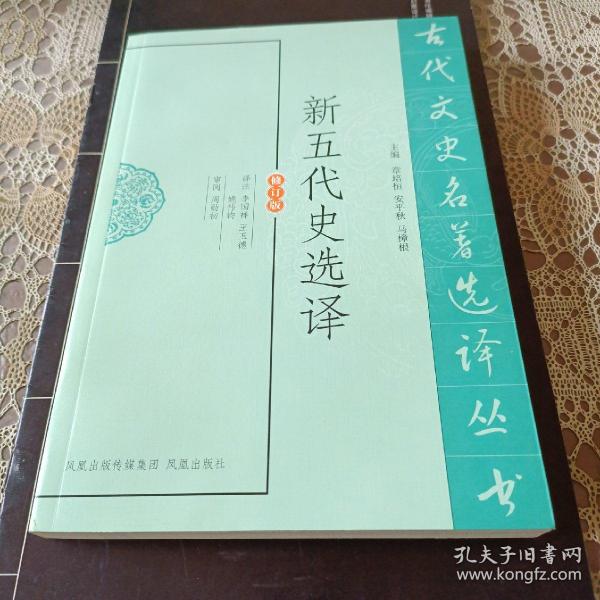 古代文史名著选译丛书
主编 章培恒 安平秋 马樟根
新五代史选译
修订版
译注 李国祥 王玉德
姚伟钧
审阅 周勋初
凤凰出版传媒集团 凤凰出版社
孔夫子旧书网
www.kongfz.com